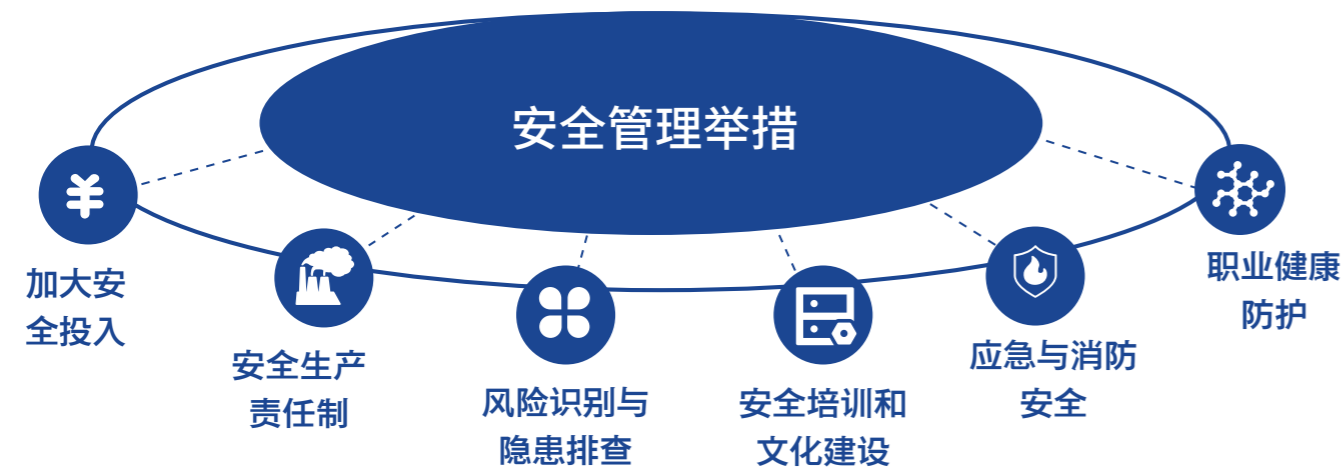 安全管理举措
加大安
全投入
安全生产
责任制
风险识别与
隐患排查
安全培训和
文化建设
应急与消防
安全
职业健康
防护